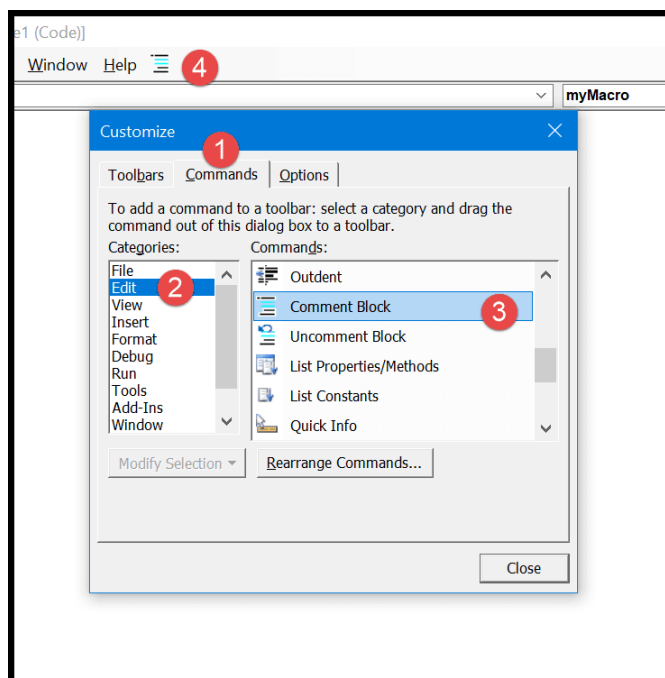 e1 (Code)]
Window Help 4
myMacro
Customize
1
Toolbars Commands Options
To add a command to a toolbar: select a category and drag the
command out of this dialog box to a toolbar.
Categories: Commands:
File Outdent
Edit 2 Comment Block 3
View Uncomment Block
Insert List Properties/Methods
Format List Constants
Debug Quick Info
Run
Tools
Add-Ins
Window
Modify Selection Rearrange Commands...
Close